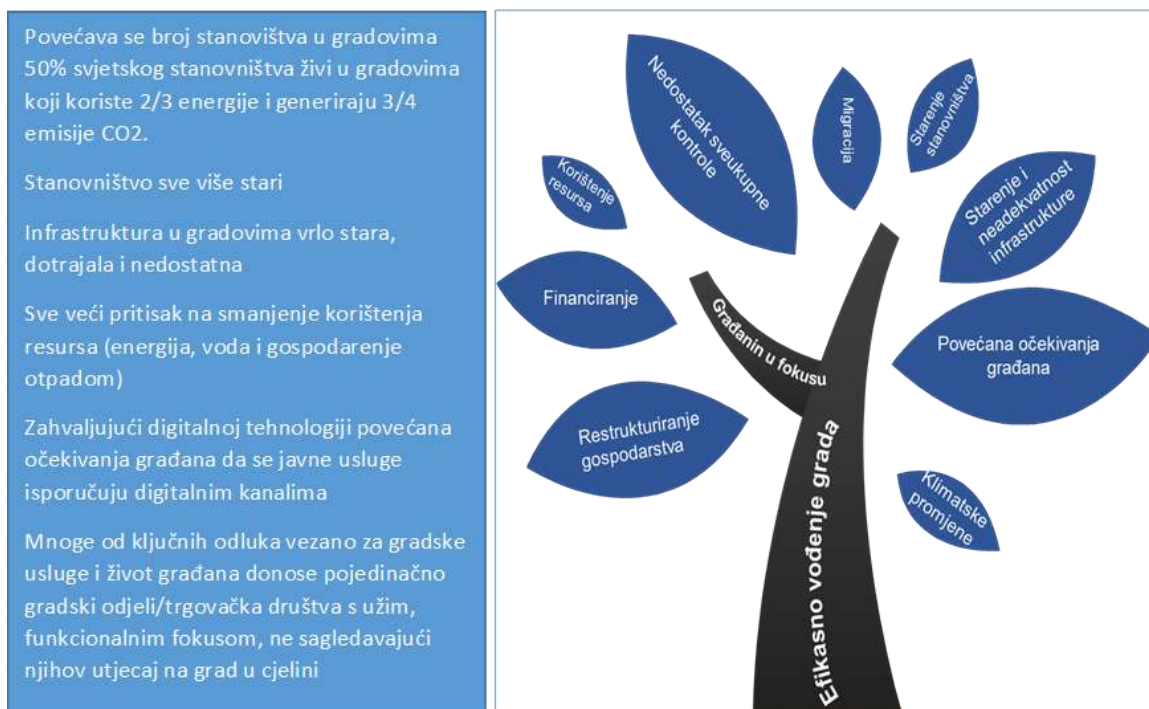 Povećava se broj stanovištva u gradovima
50% svjetskog stanovništva živi u gradovima
koji koriste 2/3 energije i generiraju 3/4
emisije CO2.
Stanovništvo sve više stari
Infrastruktura u gradovima vrlo stara,
dotrajala i nedostatna
Sve veći pritisak na smanjenje korištenja
resursa (energija, voda i gospodarenje
otpadom)
Zahvaljujući digitalnoj tehnologiji povećana
očekivanja građana da se javne usluge
isporučuju digitalnim kanalima
Mnoge od ključnih odluka vezano za gradske
usluge i život građana donose pojedinačno
gradski odjeli/trgovačka društva s užim,
funkcionalnim fokusom, ne sagledavajući
njihov utjecaj na grad u cjelini
Nedostatak sveukupne
kontrole
Migracija
Starenje
stanovništva
Korištenje
resursa
Starenje i
neadekvatnost
infrastrukture
Financiranje
Građanin u fokusu
Povećana očekivanja
građana
Restrukturiranje
gospodarstva
Klimatske
promjene
Efikasno vođenje grada